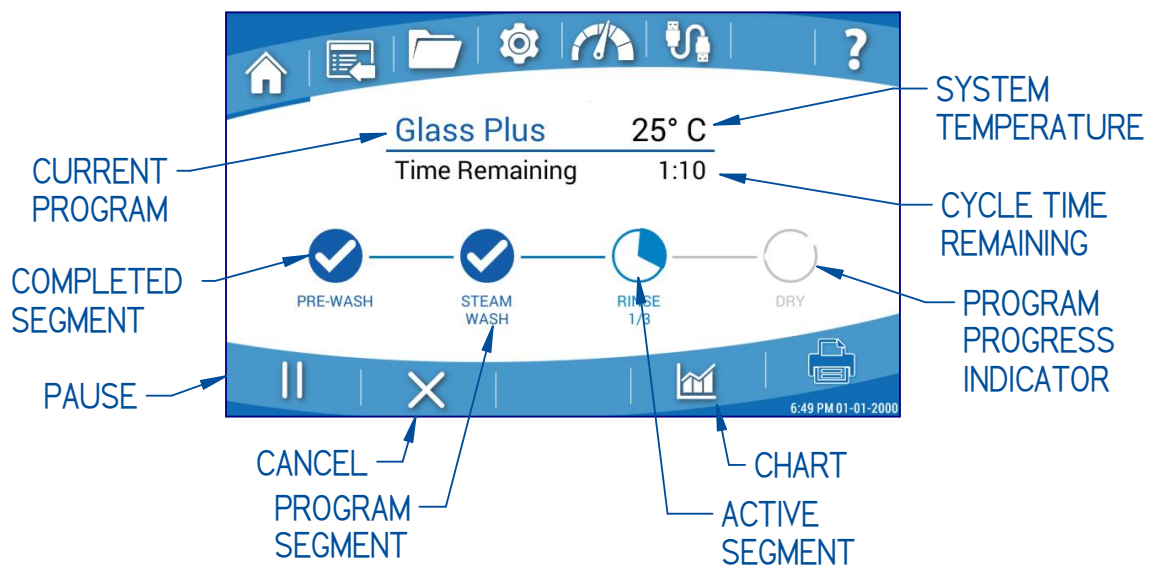 ?
SYSTEM
TEMPERATURE
Glass Plus 25° C
CURRENT
PROGRAM
Time Remaining 1:10
CYCLE TIME
REMAINING
COMPLETED
SEGMENT
PRE-WASH
STEAM
WASH
RINSE
1/3
DRY
PROGRAM
PROGRESS
INDICATOR
PAUSE
6:49 PM 01-01-2000
CANCEL
CHART
PROGRAM
SEGMENT
ACTIVE
SEGMENT